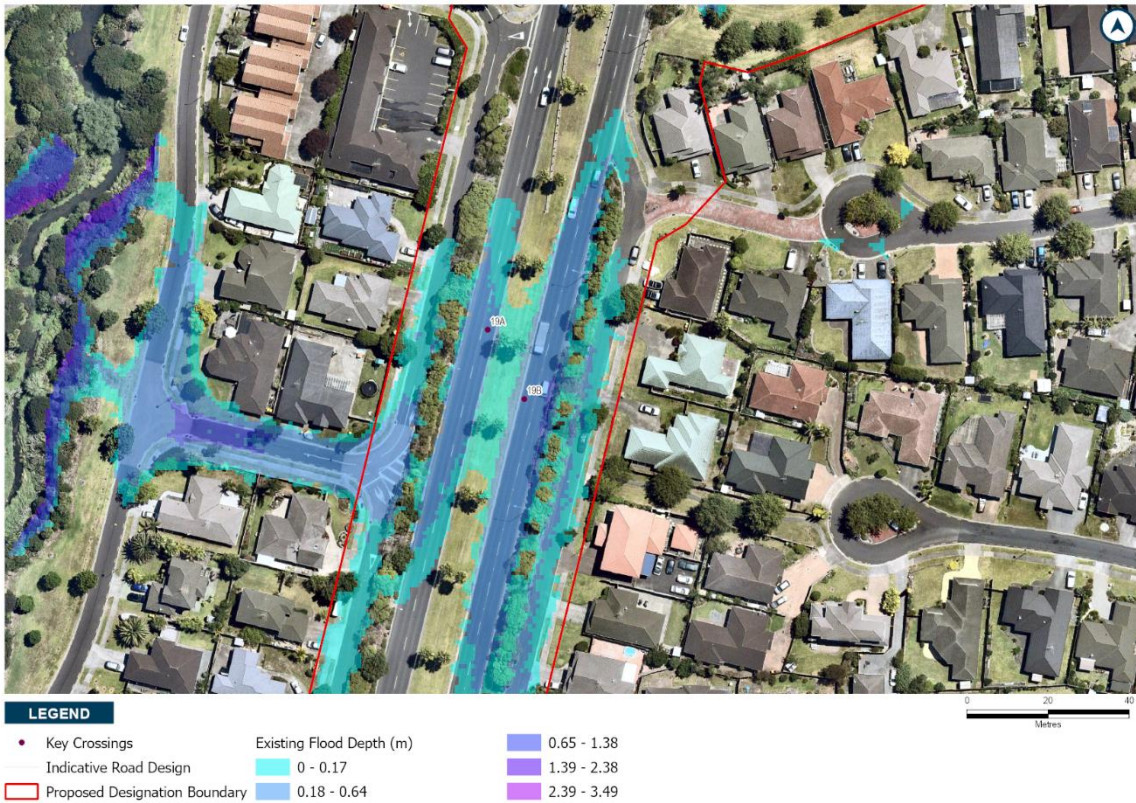 19A
19B
LEGEND
Key Crossings
Indicative Road Design
Proposed Designation Boundary
Existing Flood Depth (m)
0 - 0.17
0.18 - 0.64
0.65 - 1.38
1.39 - 2.38
2.39 - 3.49
0 20 40
Metres